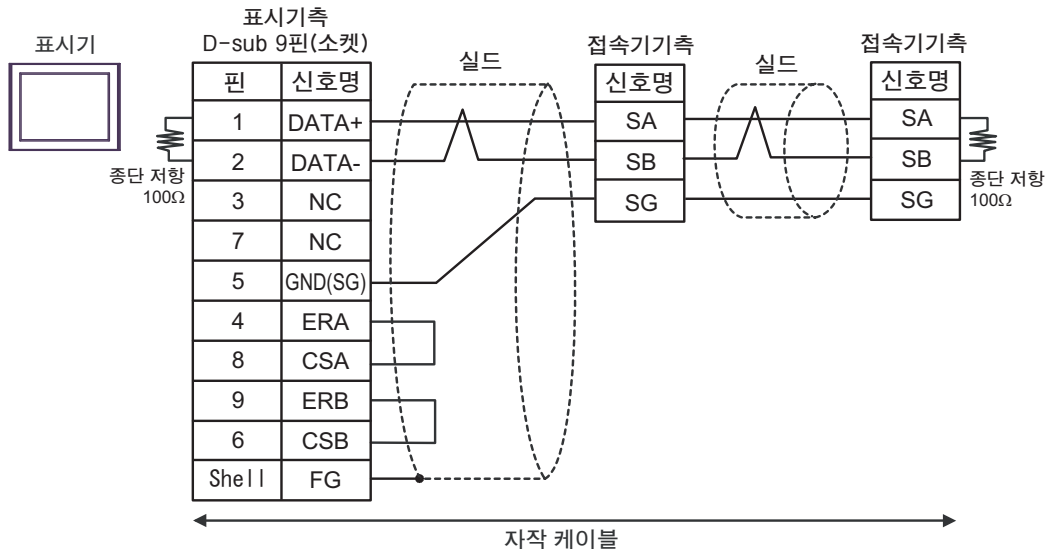 표시기
표시기측
D-sub 9핀(소켓)
핀 신호명
1 DATA+
2 DATA-
3 NC
7 NC
5 GND(SG)
4 ERA
8 CSA
9 ERB
6 CSB
Shell FG
종단 저항
100Ω
실드
접속기기측
신호명
SA
SB
SG
실드
접속기기측
신호명
SA
SB
SG
종단 저항
100Ω
자작 케이블